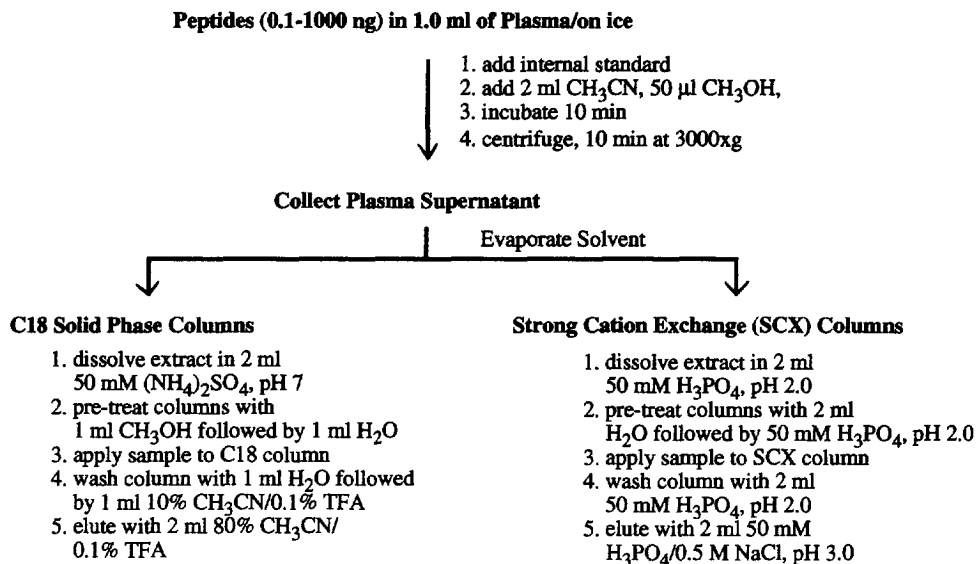 Peptides (0.1-1000 ng) in 1.0 ml of Plasma/on ice
1. add internal standard
2. add 2 ml CH3CN, 50 µl CH3OH,
3. incubate 10 min
4. centrifuge, 10 min at 3000xg
Collect Plasma Supernatant
Evaporate Solvent
C18 Solid Phase Columns
1. dissolve extract in 2 ml
50 mM (NH4)2SO4, pH 7
2. pre-treat columns with
1 ml CH3OH followed by 1 ml H2O
3. apply sample to C18 column
4. wash column with 1 ml H2O followed
by 1 ml 10% CH3CN/0.1% TFA
5. elute with 2 ml 80% CH3CN/
0.1% TFA
Strong Cation Exchange (SCX) Columns
1. dissolve extract in 2 ml
50 mM H3PO4, pH 2.0
2. pre-treat columns with 2 ml
H2O followed by 50 mM H3PO4, pH 2.0
3. apply sample to SCX column
4. wash column with 2 ml
50 mM H3PO4, pH 2.0
5. elute with 2 ml 50 mM
H3PO4/0.5 M NaCl, pH 3.0